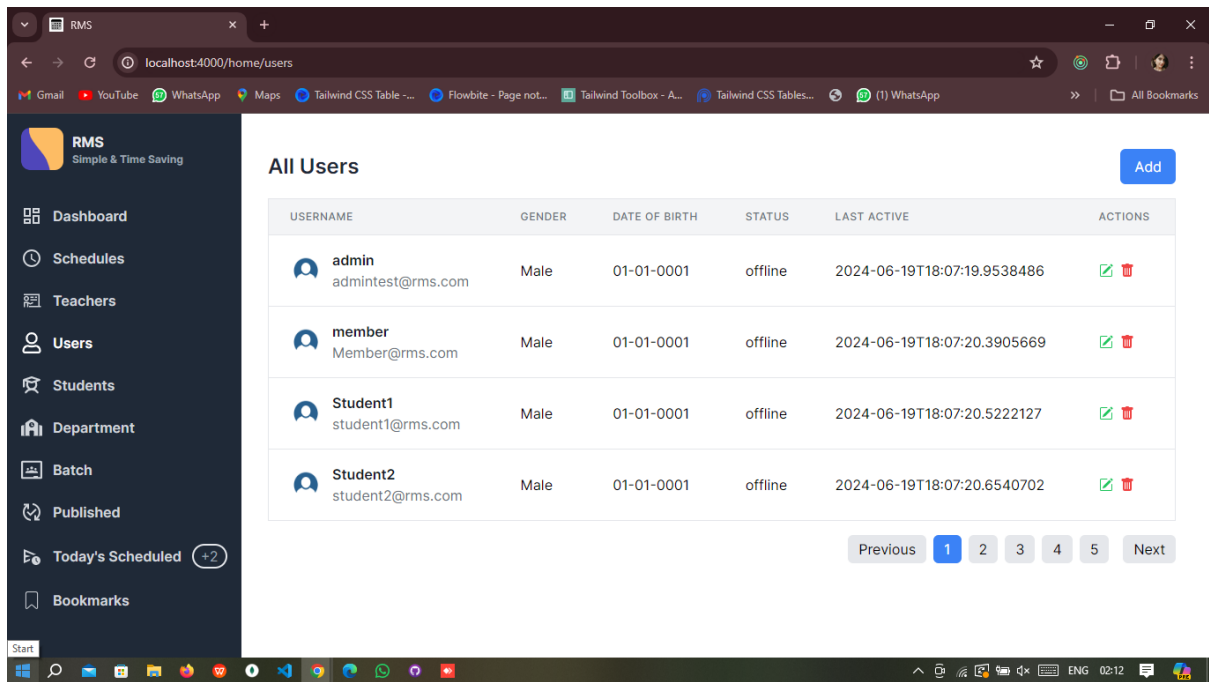 RMS
localhost:4000/home/users
Gmail YouTube WhatsApp Maps Tailwind CSS Table -... Flowbite - Page not... Tailwind Toolbox - A... Tailwind CSS Tables... (1) WhatsApp » All Bookmarks
RMS
Simple & Time Saving
Dashboard
Schedules
Teachers
Users
Students
Department
Batch
Published
Today's Scheduled +2
Bookmarks
All Users Add
USERNAME GENDER DATE OF BIRTH STATUS LAST ACTIVE ACTIONS
admin
admintest@rms.com Male 01-01-0001 offline 2024-06-19T18:07:19.9538486
member
Member@rms.com Male 01-01-0001 offline 2024-06-19T18:07:20.3905669
Student1
student1@rms.com Male 01-01-0001 offline 2024-06-19T18:07:20.5222127
Student2
student2@rms.com Male 01-01-0001 offline 2024-06-19T18:07:20.6540702
Previous 1 2 3 4 5 Next
Start
ENG 02:12